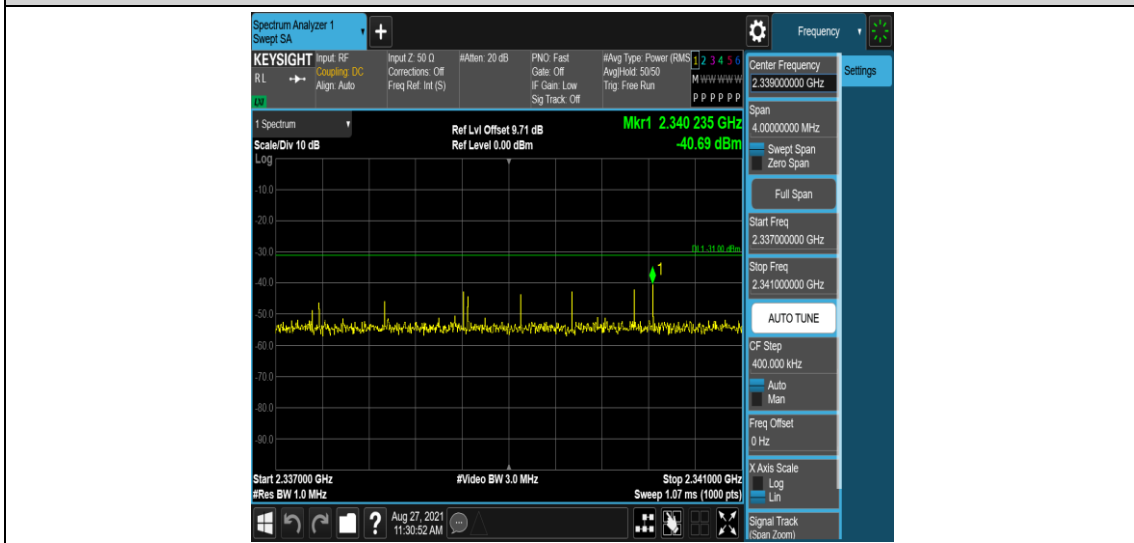 Spectrum Analyzer 1
Swept SA
+
Frequency
KEYSIGHT
RL
LXI
Input: RF
Coupling: DC
Align: Auto
Input Z: 50 Ω
Corrections: Off
Freq Ref: Int (S)
#Atten: 20 dB
PNO: Fast
Gate: Off
IF Gain: Low
Sig Track: Off
#Avg Type: Power (RMS
Avg|Hold: 50/50
Trig: Free Run
1 2 3 4 5 6
M W W W W W
P P P P P P
1 Spectrum
Scale/Div 10 dB
Ref Lvl Offset 9.71 dB
Ref Level 0.00 dBm
Mkr1 2.340 235 GHz
-40.69 dBm
Log
-10.0
-20.0
-30.0
DL1 -31.00 dBm
1
-40.0
-50.0
-60.0
-70.0
-80.0
-90.0
Start 2.337000 GHz
#Video BW 3.0 MHz
Stop 2.341000 GHz
#Res BW 1.0 MHz
Sweep 1.07 ms (1000 pts)
?
Aug 27, 2021
11:30:52 AM
Center Frequency
2.339000000 GHz
Settings
Span
4.00000000 MHz
Swept Span
Zero Span
Full Span
Start Freq
2.337000000 GHz
Stop Freq
2.341000000 GHz
AUTO TUNE
CF Step
400.000 kHz
Auto
Man
Freq Offset
0 Hz
X Axis Scale
Log
Lin
Signal Track
(Span Zoom)